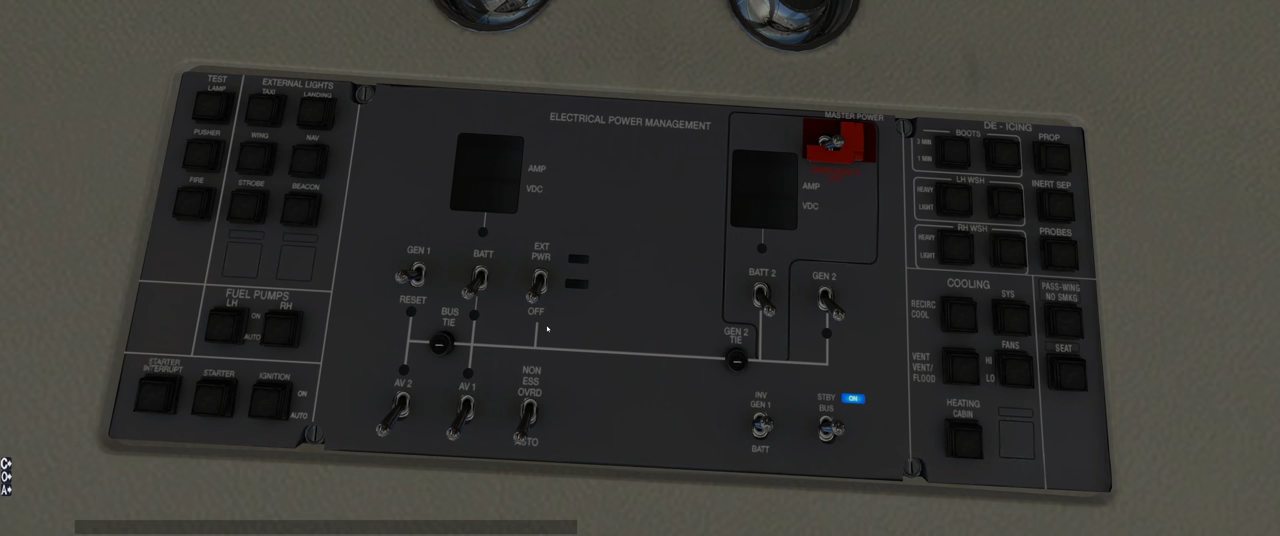 TEST
LAMP
PUSHER
FIRE
EXTERNAL LIGHTS
TAXI
LANDING
WING
NAV
STROBE
BEACON
FUEL PUMPS
LH
RH
ON
AUTO
STARTER
INTERRUPT
STARTER
IGNITION
ON
AUTO
ELECTRICAL POWER MANAGEMENT
AMP
VDC
GEN 1
BATT
EXT
PWR
RESET
OFF
BUS
TIE
AV 2
AV 1
NON
ESS
OVRD
AUTO
MASTER POWER
AMP
VDC
BATT 2
GEN 2
GEN 2
TIE
INV
GEN 1
BATT
STBY
BUS
ON
DE - ICING
BOOTS
3 MIN
1 MIN
PROP
LH WSH
HEAVY
LIGHT
INERT SEP
RH WSH
HEAVY
LIGHT
PROBES
COOLING
RECIRC
COOL
SYS
VENT
VENT/
FLOOD
FANS
HI
LO
HEATING
CABIN
PASS-WING
NO SMKG
SEAT